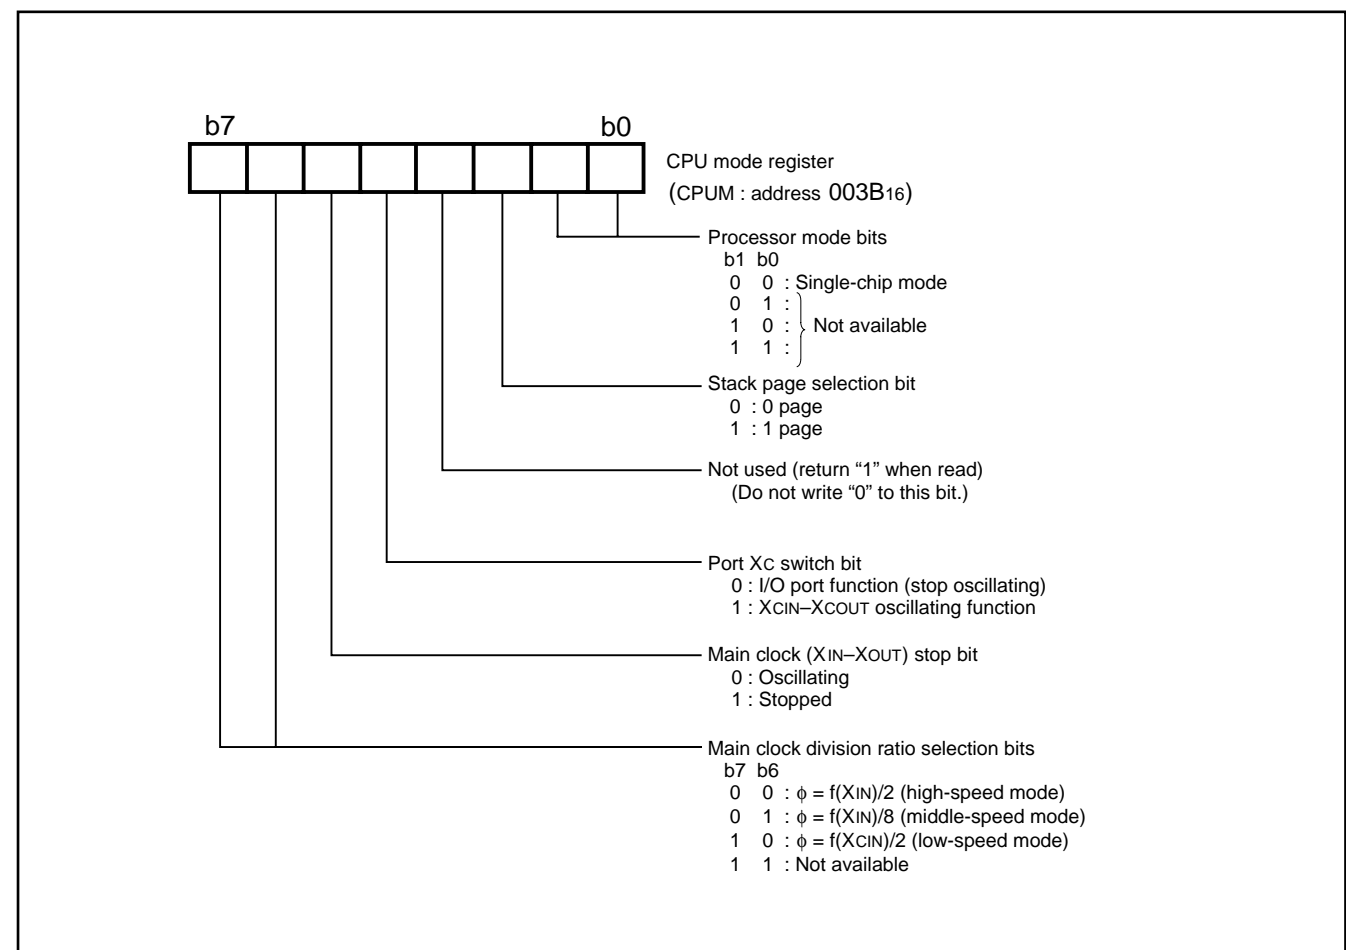 b7 b0
CPU mode register
(CPUM : address 003B16)
Processor mode bits
b1 b0
0 0 : Single-chip mode
0 1 :
1 0 : Not available
1 1 :
Stack page selection bit
0 : 0 page
1 : 1 page
Not used (return “1” when read)
(Do not write “0” to this bit.)
Port XC switch bit
0 : I/O port function (stop oscillating)
1 : XCIN–XCOUT oscillating function
Main clock (XIN–XOUT) stop bit
0 : Oscillating
1 : Stopped
Main clock division ratio selection bits
b7 b6
0 0 : ϕ = f(XIN)/2 (high-speed mode)
0 1 : ϕ = f(XIN)/8 (middle-speed mode)
1 0 : ϕ = f(XCIN)/2 (low-speed mode)
1 1 : Not available